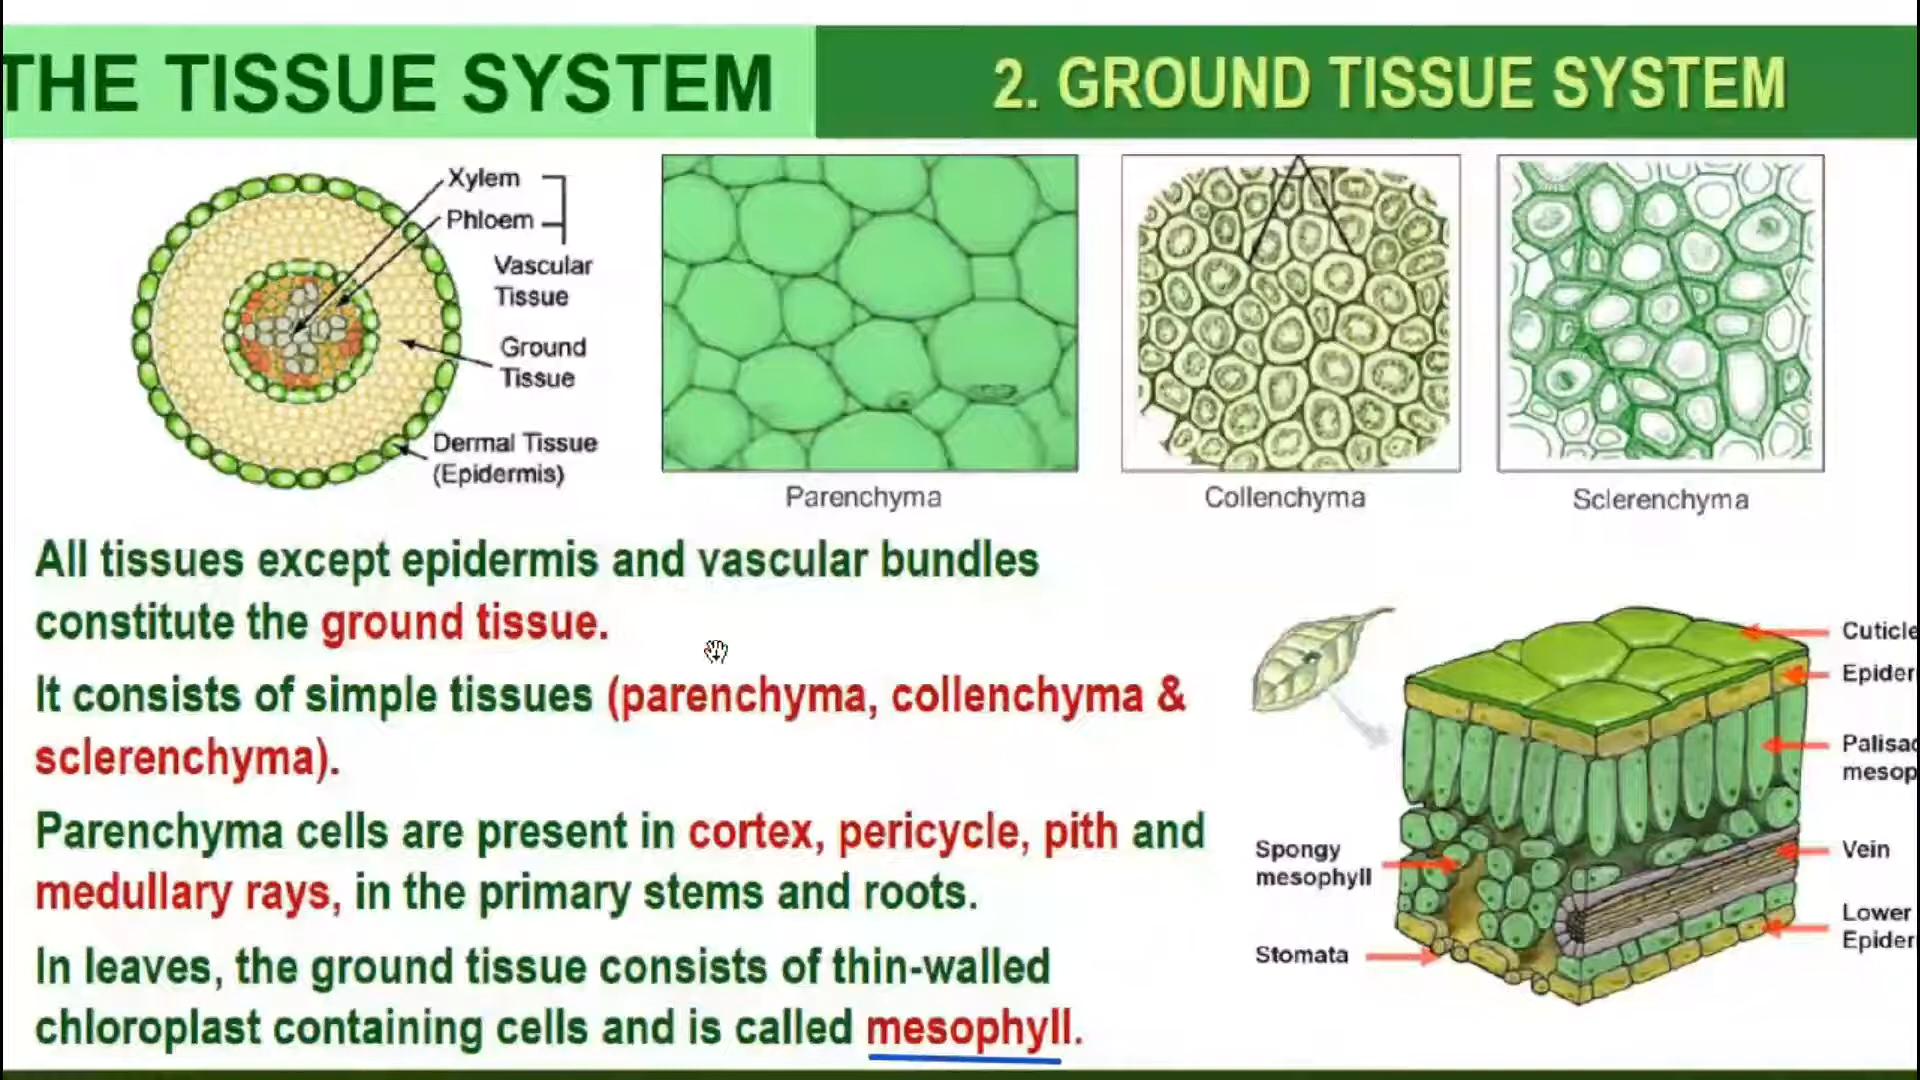 THE TISSUE SYSTEM
2. GROUND TISSUE SYSTEM
Xylem
Phloem
Vascular
Tissue
Ground
Tissue
Dermal Tissue
(Epidermis)
Parenchyma
Collenchyma
Sclerenchyma
All tissues except epidermis and vascular bundles
constitute the ground tissue.
It consists of simple tissues (parenchyma, collenchyma &
sclerenchyma).
Parenchyma cells are present in cortex, pericycle, pith and
medullary rays, in the primary stems and roots.
In leaves, the ground tissue consists of thin-walled
chloroplast containing cells and is called mesophyll.
Cuticle
Epider
Palisad
mesop
Spongy
mesophyll
Vein
Lower
Epider
Stomata